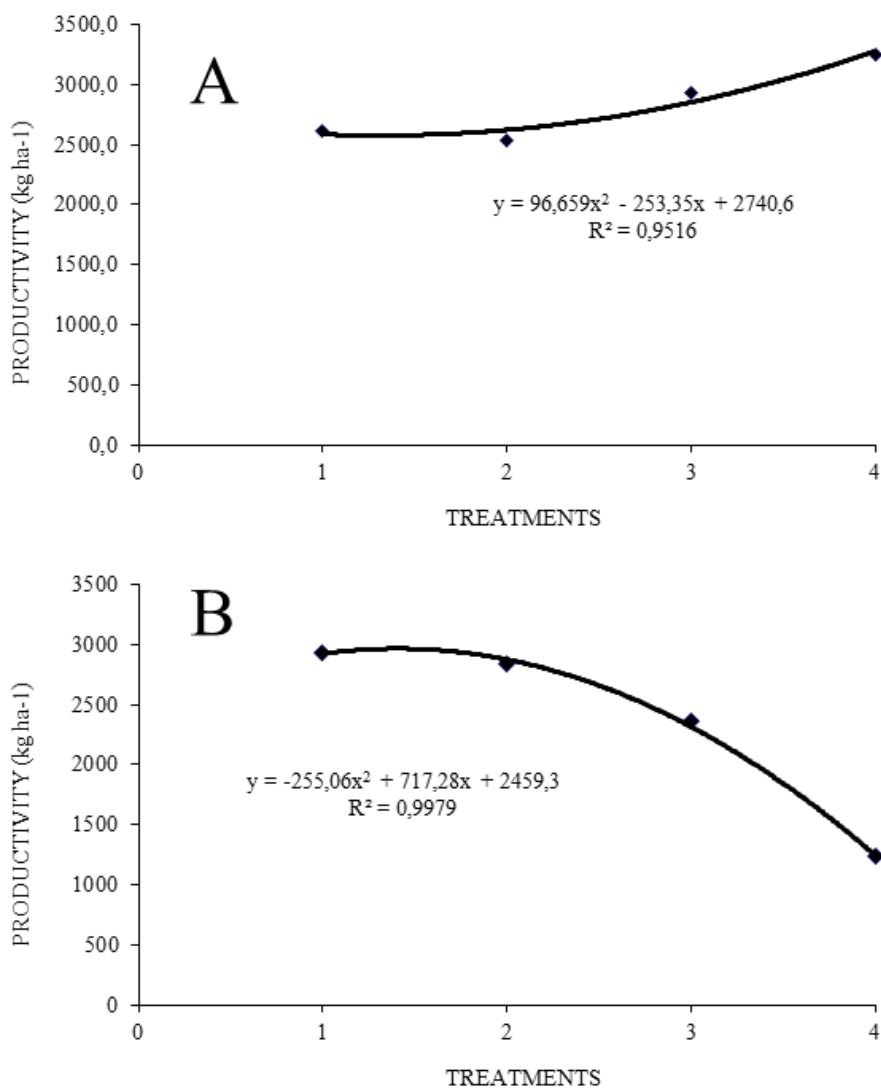 A
PRODUCTIVITY (kg ha-1)
3500,0
3000,0
2500,0
2000,0
1500,0
1000,0
500,0
0,0
y = 96,659x² - 253,35x + 2740,6
R² = 0,9516
0 1 2 3 4
TREATMENTS
B
PRODUCTIVITY (kg ha-1)
3500
3000
2500
2000
1500
1000
500
0
y = -255,06x² + 717,28x + 2459,3
R² = 0,9979
0 1 2 3 4
TREATMENTS